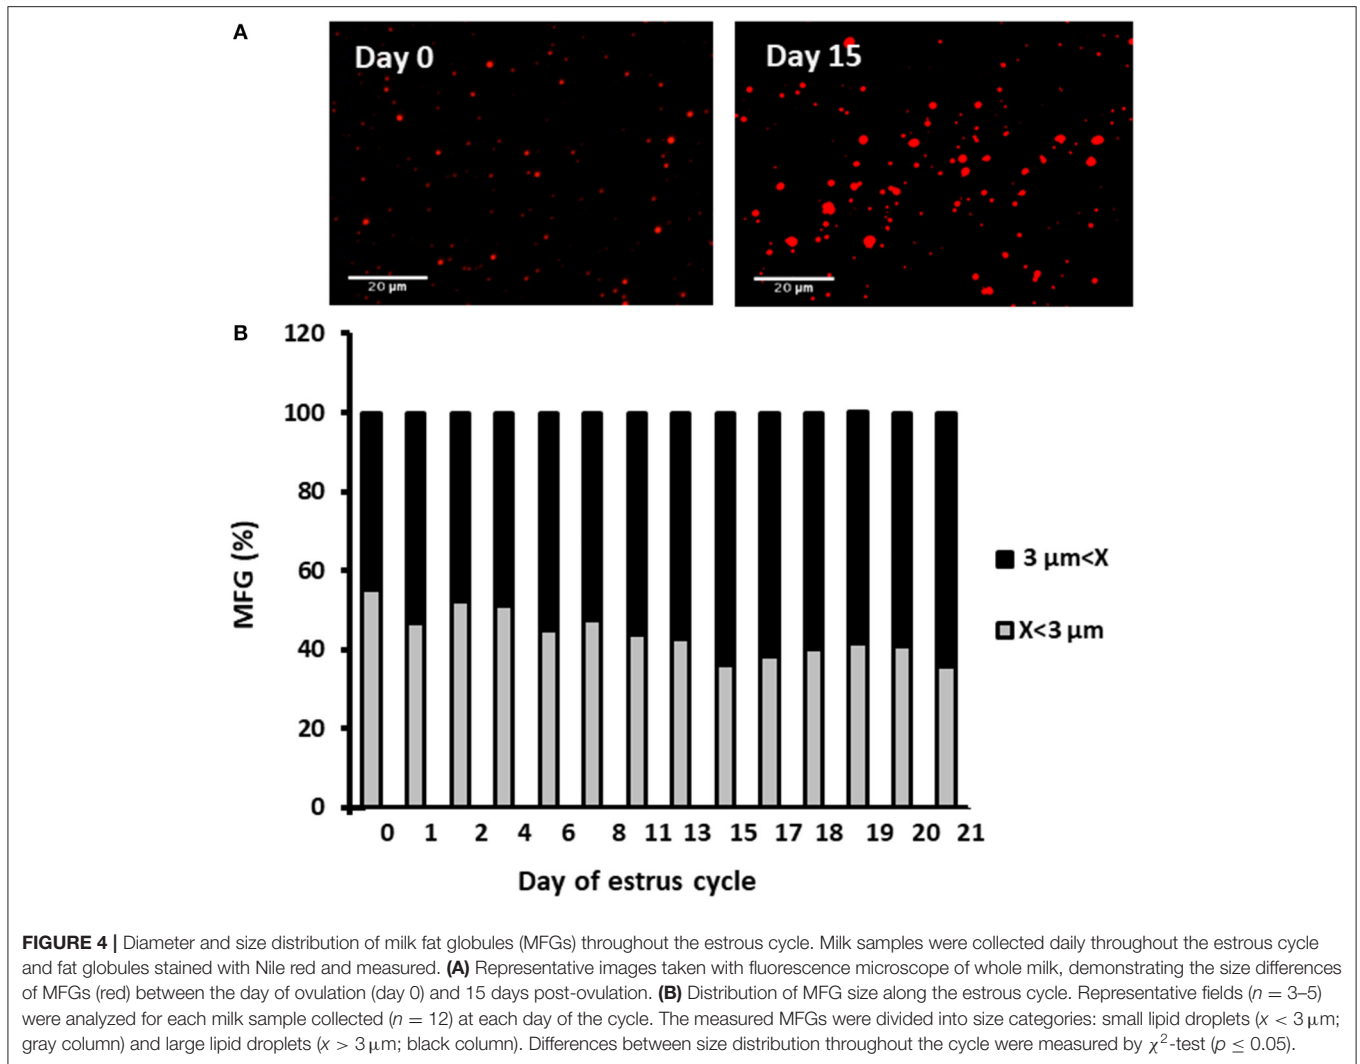 A
Day 0
Day 15
20 µm
20 µm
B
120
100
80
60
40
20
0
MFG (%)
3 µm<X
X<3 µm
0 1 2 4 6 8 11 13 15 17 18 19 20 21
Day of estrus cycle
FIGURE 4 | Diameter and size distribution of milk fat globules (MFGs) throughout the estrous cycle. Milk samples were collected daily throughout the estrous cycle
and fat globules stained with Nile red and measured. (A) Representative images taken with fluorescence microscope of whole milk, demonstrating the size differences
of MFGs (red) between the day of ovulation (day 0) and 15 days post-ovulation. (B) Distribution of MFG size along the estrous cycle. Representative fields (n = 3–5)
were analyzed for each milk sample collected (n = 12) at each day of the cycle. The measured MFGs were divided into size categories: small lipid droplets (x < 3 µm;
gray column) and large lipid droplets (x > 3 µm; black column). Differences between size distribution throughout the cycle were measured by χ²-test (p ≤ 0.05).